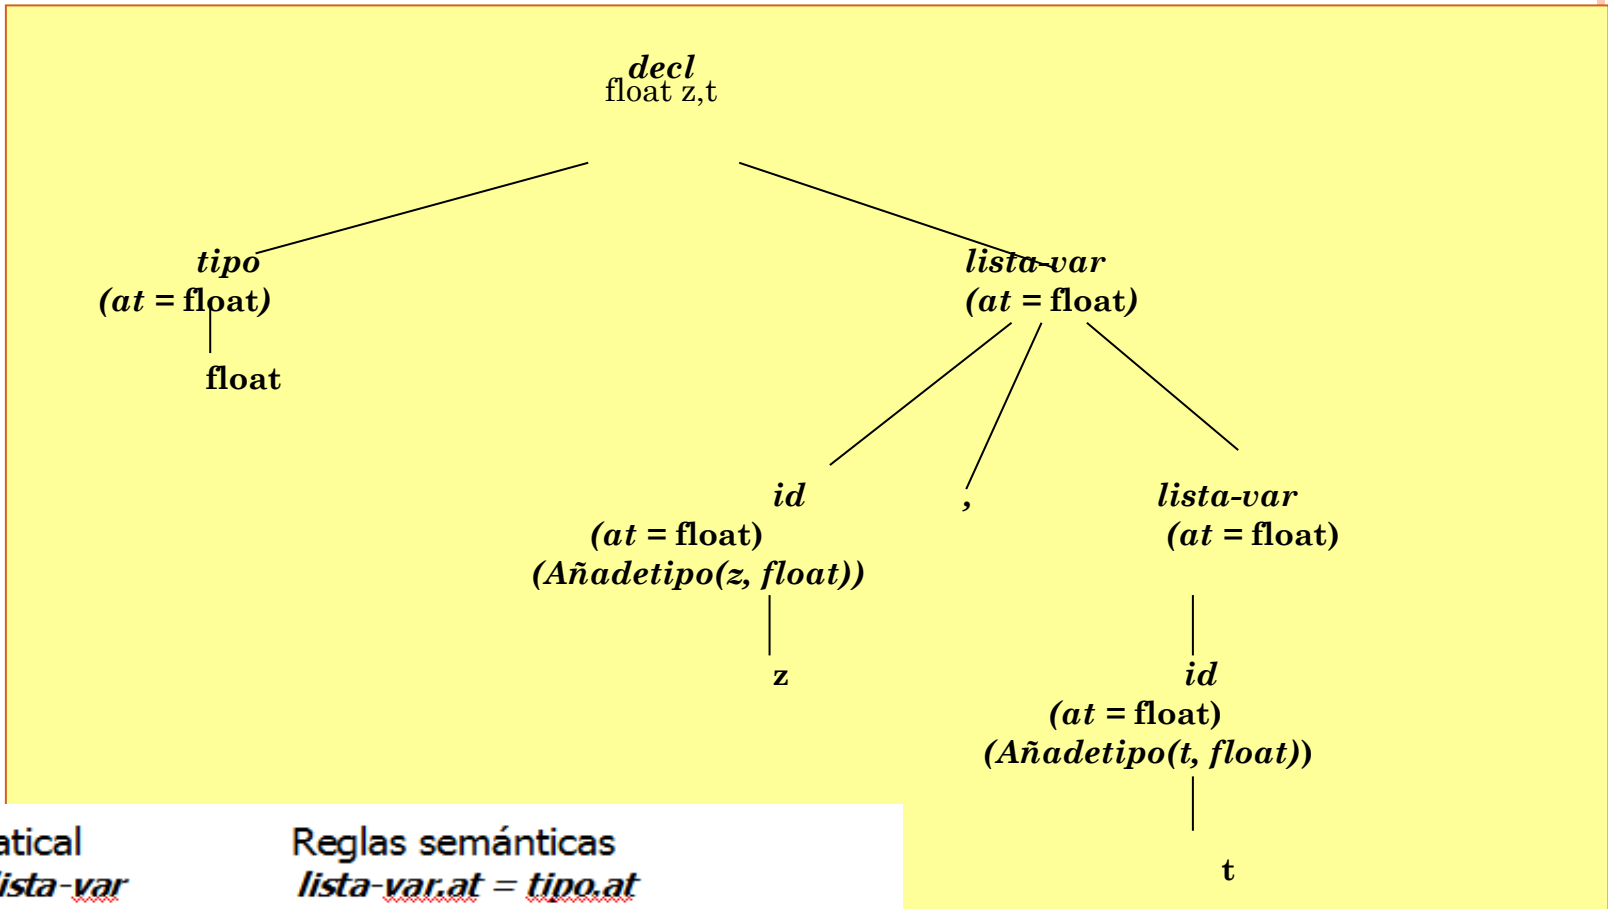 decl
float z,t
tipo
(at = float)
lista-var
(at = float)
float
id
(at = float)
(Añadetipo(z, float))
,
lista-var
(at = float)
z
id
(at = float)
(Añadetipo(t, float))
t
atical Reglas semánticas
lista-var lista-var.at = tipo.at